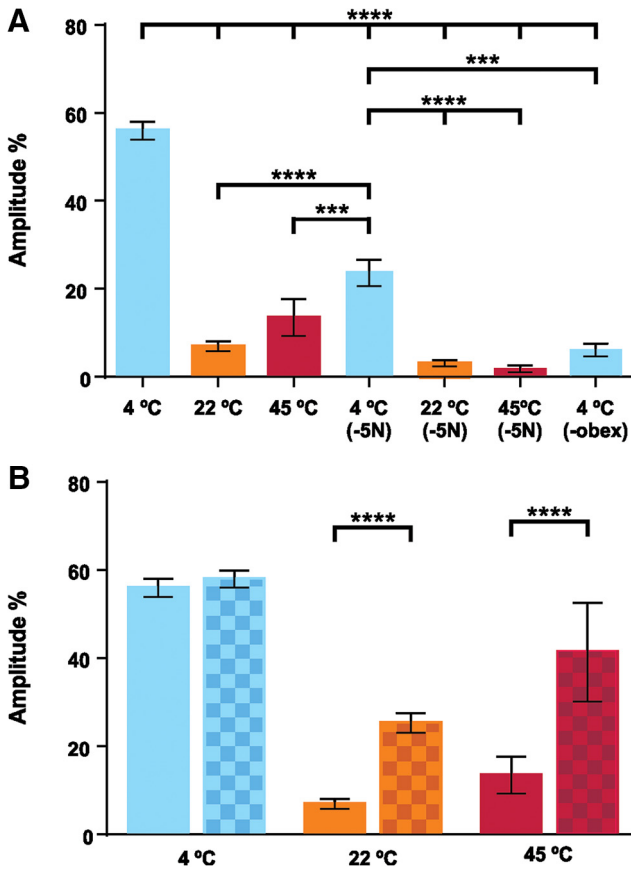 A
80
60
40
20
0
Amplitude %
****
***
****
****
***
4 ºC 22 ºC 45 ºC 4 ºC 22 ºC 45ºC 4 ºC
(-5N) (-5N) (-5N) (-obex)
B
80
60
40
20
0
Amplitude %
**** ****
4 ºC 22 ºC 45 ºC